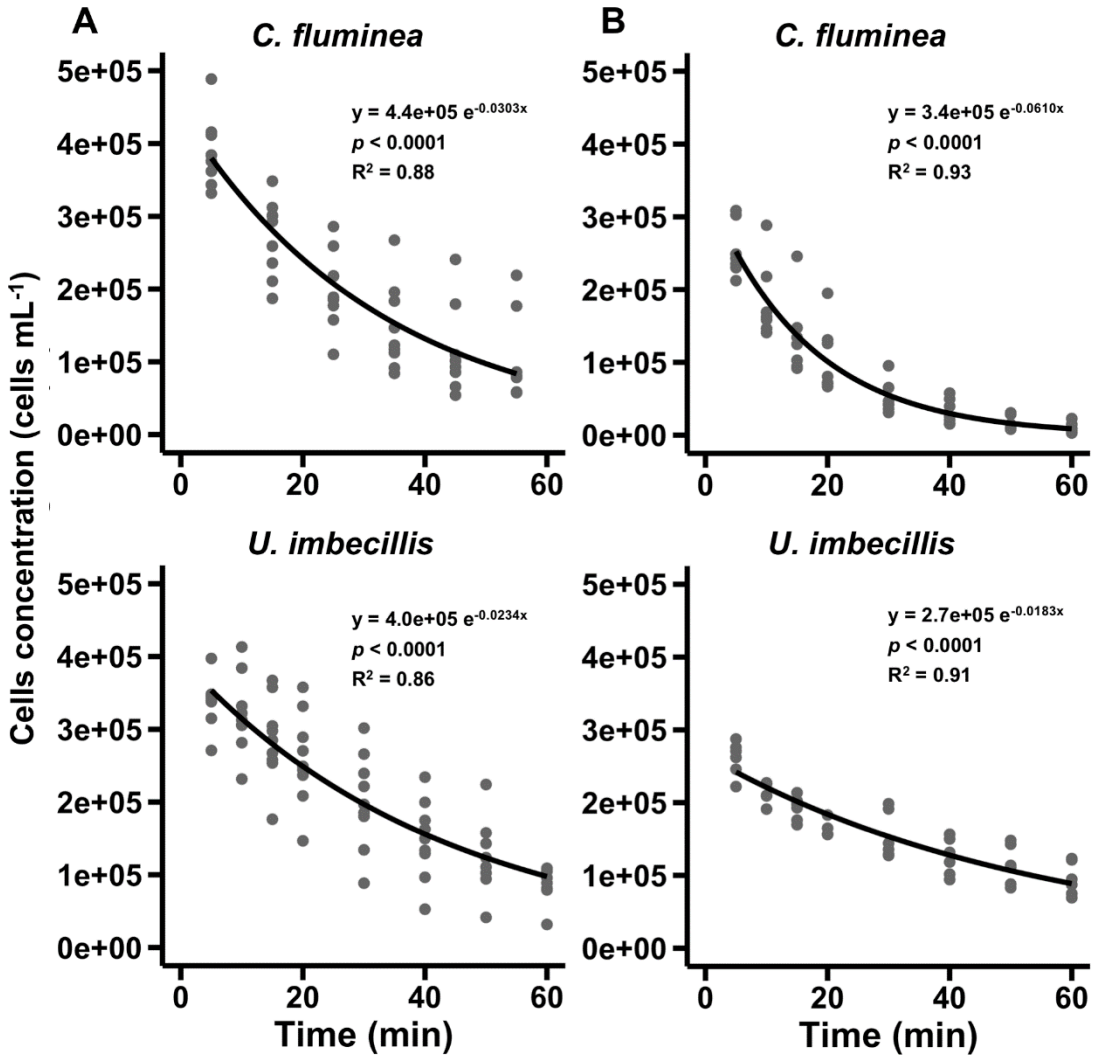 A
B
Cells concentration (cells mL⁻¹)
C. fluminea
y = 4.4e+05 e⁻⁰·⁰³⁰³ˣ
p < 0.0001
R² = 0.88
5e+05
4e+05
3e+05
2e+05
1e+05
0e+00
0 20 40 60
C. fluminea
y = 3.4e+05 e⁻⁰·⁰⁶¹⁰ˣ
p < 0.0001
R² = 0.93
5e+05
4e+05
3e+05
2e+05
1e+05
0e+00
0 20 40 60
U. imbecillis
y = 4.0e+05 e⁻⁰·⁰²³⁴ˣ
p < 0.0001
R² = 0.86
5e+05
4e+05
3e+05
2e+05
1e+05
0e+00
0 20 40 60
Time (min)
U. imbecillis
y = 2.7e+05 e⁻⁰·⁰¹⁸³ˣ
p < 0.0001
R² = 0.91
5e+05
4e+05
3e+05
2e+05
1e+05
0e+00
0 20 40 60
Time (min)